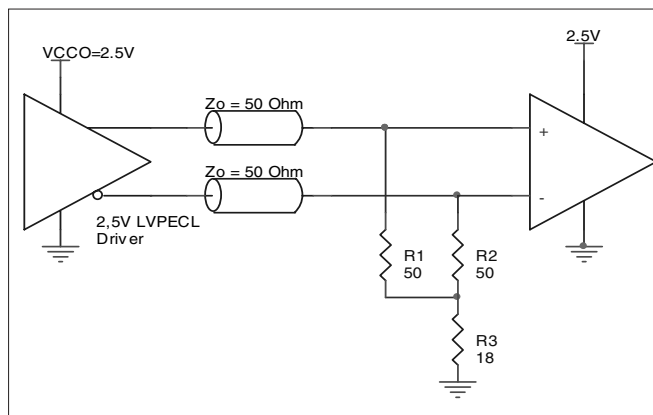 VCCO=2.5V
2.5V
Zo = 50 Ohm
+
Zo = 50 Ohm
-
2,5V LVPECL
Driver
R1
50
R2
50
R3
18